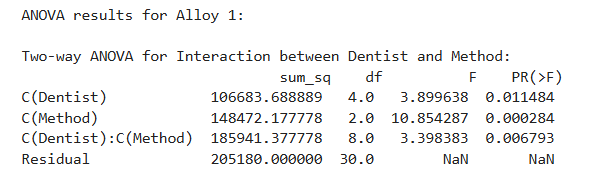 ANOVA results for Alloy 1:
Two-way ANOVA for Interaction between Dentist and Method:
sum_sq df F PR(>F)
C(Dentist) 106683.688889 4.0 3.899638 0.011484
C(Method) 148472.177778 2.0 10.854287 0.000284
C(Dentist):C(Method) 185941.377778 8.0 3.398383 0.006793
Residual 205180.000000 30.0 NaN NaN